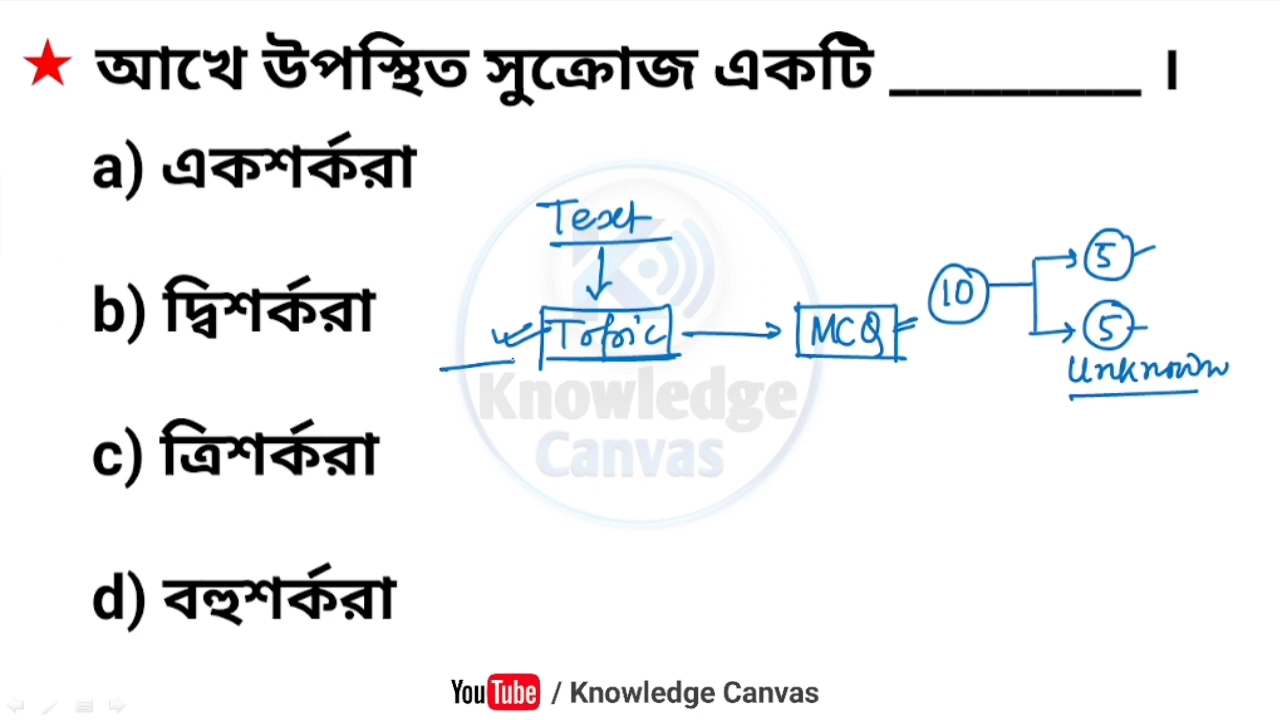 ★ আখে উপস্থিত সুক্রোজ একটি _________ ।
a) একশর্করা
b) দ্বিশর্করা
c) ত্রিশর্করা
d) বহুশর্করা
Text
Topic
MCQ
10
5
5
Unknown
Knowledge
Canvas
YouTube / Knowledge Canvas